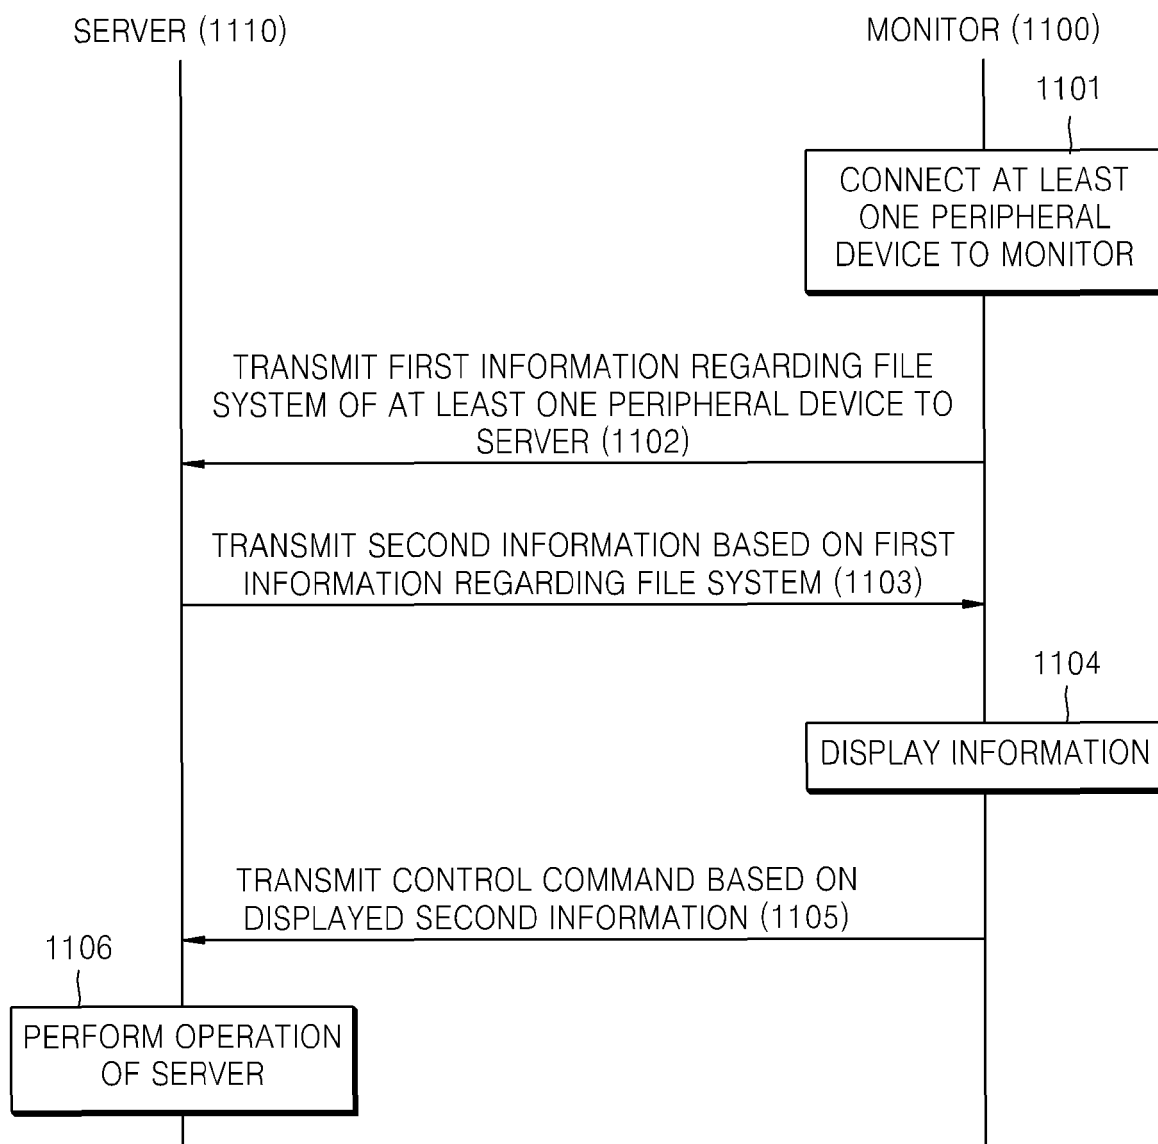 SERVER (1110)
MONITOR (1100)
1101
CONNECT AT LEAST
ONE PERIPHERAL
DEVICE TO MONITOR
TRANSMIT FIRST INFORMATION REGARDING FILE
SYSTEM OF AT LEAST ONE PERIPHERAL DEVICE TO
SERVER (1102)
TRANSMIT SECOND INFORMATION BASED ON FIRST
INFORMATION REGARDING FILE SYSTEM (1103)
1104
DISPLAY INFORMATION
TRANSMIT CONTROL COMMAND BASED ON
DISPLAYED SECOND INFORMATION (1105)
1106
PERFORM OPERATION
OF SERVER